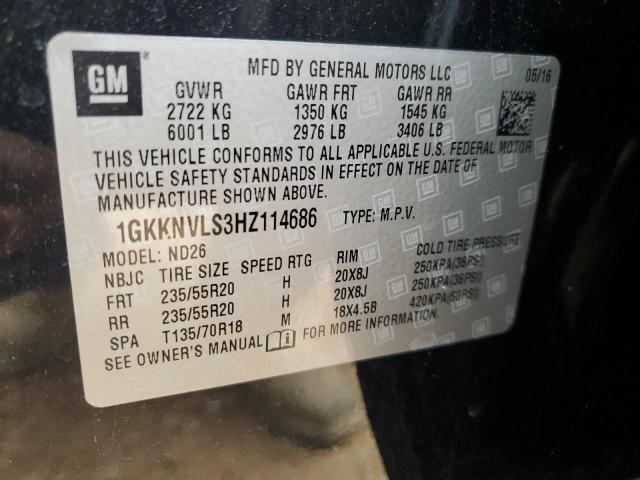 GM
MFD BY GENERAL MOTORS LLC 05/16
GVWR GAWR FRT GAWR RR
2722 KG 1350 KG 1545 KG
6001 LB 2976 LB 3406 LB
THIS VEHICLE CONFORMS TO ALL APPLICABLE U.S. FEDERAL MOTOR
VEHICLE SAFETY STANDARDS IN EFFECT ON THE DATE OF
MANUFACTURE SHOWN ABOVE.
1GKKNVLS3HZ114686 TYPE: M.P.V.
MODEL: ND26
NBJC TIRE SIZE SPEED RTG RIM COLD TIRE PRESSURE
FRT 235/55R20 H 20X8J 250KPA(36PSI)
RR 235/55R20 H 20X8J 250KPA(36PSI)
SPA T135/70R18 M 18X4.5B 420KPA(60PSI)
SEE OWNER'S MANUAL FOR MORE INFORMATION.